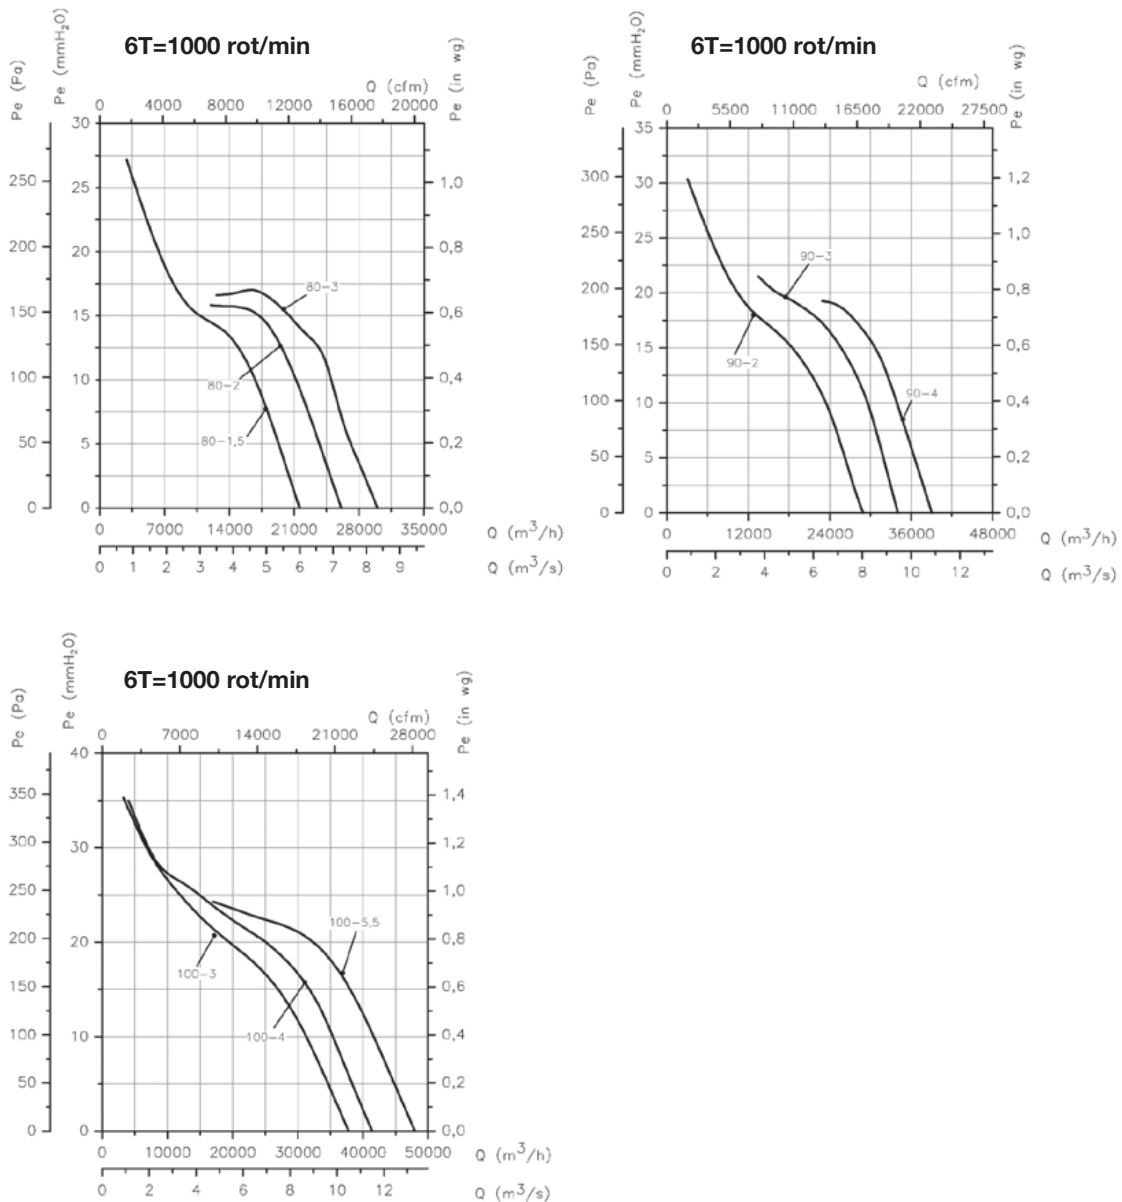 6T=1000 rot/min
Pe (Pa)
Pe (mmH₂O)
Q (cfm)
Pe (in wg)
0 4000 8000 12000 16000 20000
30
25
20
15
10
5
0
250
200
150
100
50
0
1,0
0,8
0,6
0,4
0,2
0,0
80-3
80-2
80-1,5
0 7000 14000 21000 28000 35000 Q (m³/h)
0 1 2 3 4 5 6 7 8 9 Q (m³/s)
6T=1000 rot/min
Pe (Pa)
Pe (mmH₂O)
Q (cfm)
Pe (in wg)
0 5500 11000 16500 22000 27500
35
30
25
20
15
10
5
0
300
250
200
150
100
50
0
1,2
1,0
0,8
0,6
0,4
0,2
0,0
90-3
90-2
90-4
0 12000 24000 36000 48000 Q (m³/h)
0 2 4 6 8 10 12 Q (m³/s)
6T=1000 rot/min
Pe (Pa)
Pe (mmH₂O)
Q (cfm)
Pe (in wg)
0 7000 14000 21000 28000
40
30
20
10
0
350
300
250
200
150
100
50
0
1,4
1,2
1,0
0,8
0,6
0,4
0,2
0,0
100-5,5
100-3
100-4
0 10000 20000 30000 40000 50000 Q (m³/h)
0 2 4 6 8 10 12 Q (m³/s)